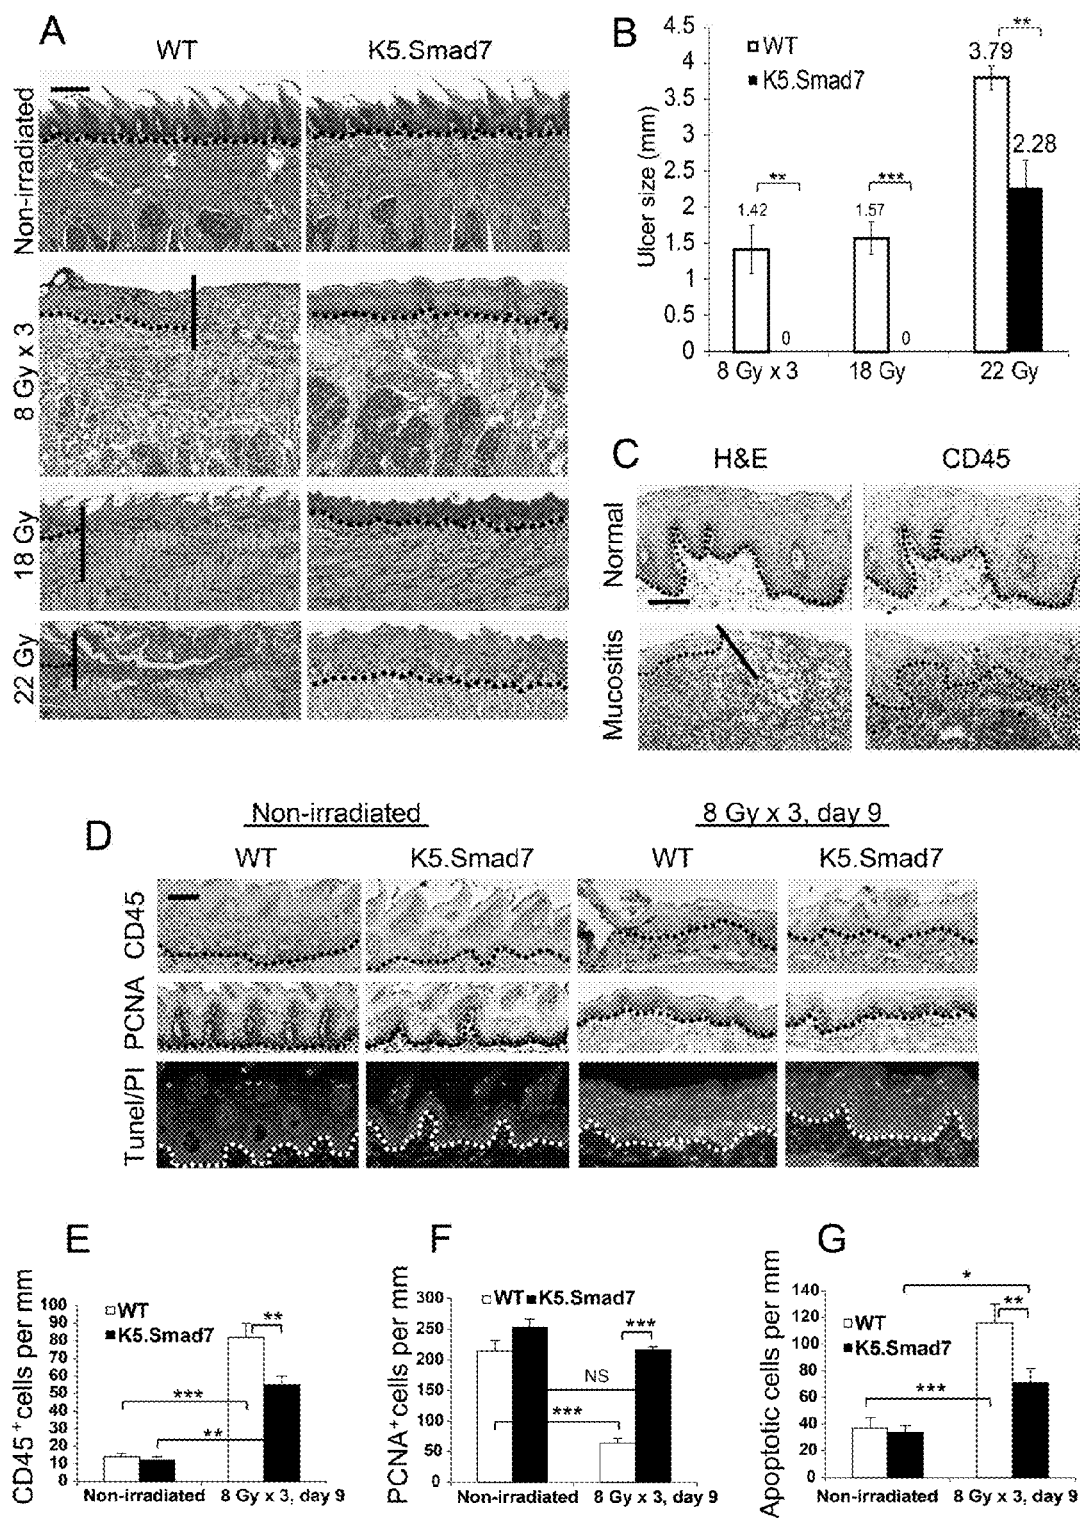 A
WT
K5.Smad7
Non-irradiated
8 Gy x 3
18 Gy
22 Gy
B
Ulcer size (mm)
4.5
4
3.5
3
2.5
2
1.5
1
0.5
0
WT
K5.Smad7
**
3.79
2.28
**
1.42
0
***
1.57
0
8 Gy x 3
18 Gy
22 Gy
C
H&E
CD45
Normal
Mucositis
D
Non-irradiated
8 Gy x 3, day 9
WT
K5.Smad7
WT
K5.Smad7
CD45
PCNA
Tunel/PI
E
CD45+cells per mm
100
90
80
70
60
50
40
30
20
10
0
WT
K5.Smad7
**
***
**
Non-irradiated
8 Gy x 3, day 9
F
PCNA+cells per mm
300
250
200
150
100
50
0
WT K5.Smad7
***
NS
***
Non-irradiated
8 Gy x 3, day 9
G
Apoptotic cells per mm
140
120
100
80
60
40
20
0
WT
K5.Smad7
*
**
***
Non-irradiated
8 Gy x 3, day 9